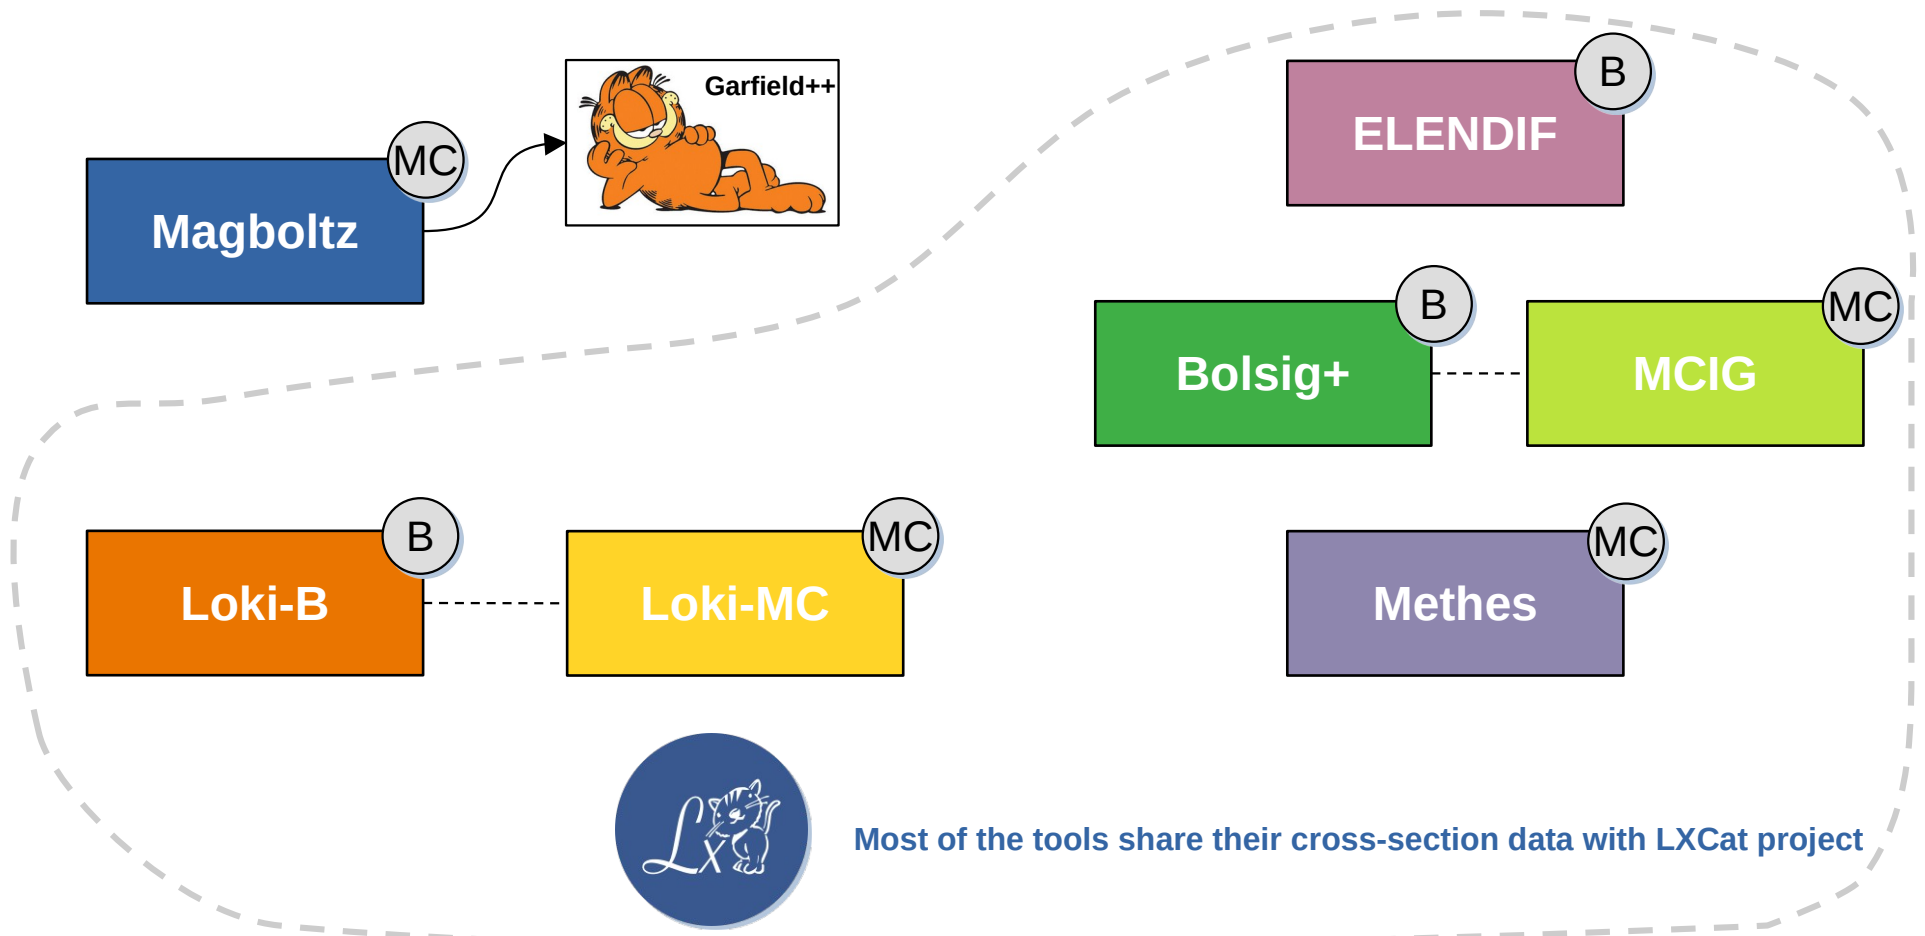 Garfield++
MC
Magboltz
B
ELENDIF
B
Bolsig+
MC
MCIG
B
Loki-B
MC
Loki-MC
MC
Methes
Lx
Most of the tools share their cross-section data with LXCat project